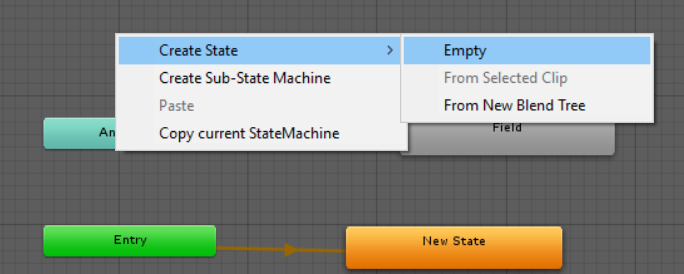 Create State
Empty
Create Sub-State Machine
From Selected Clip
Paste
From New Blend Tree
Copy current StateMachine
An
Field
Entry
New State